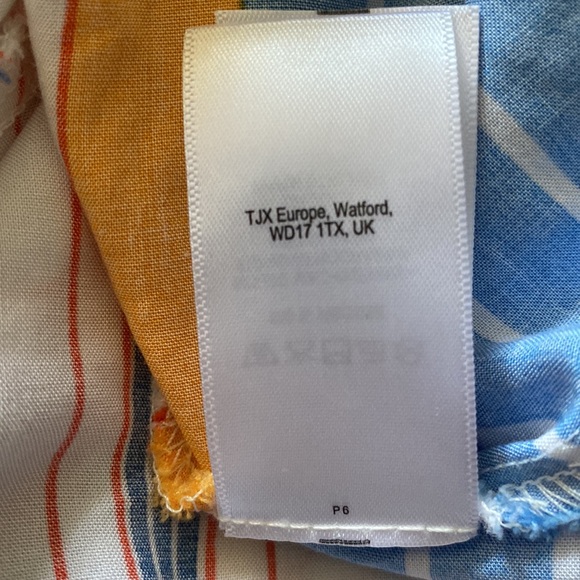 TJX Europe, Watford,
WD17 1TX, UK
P6